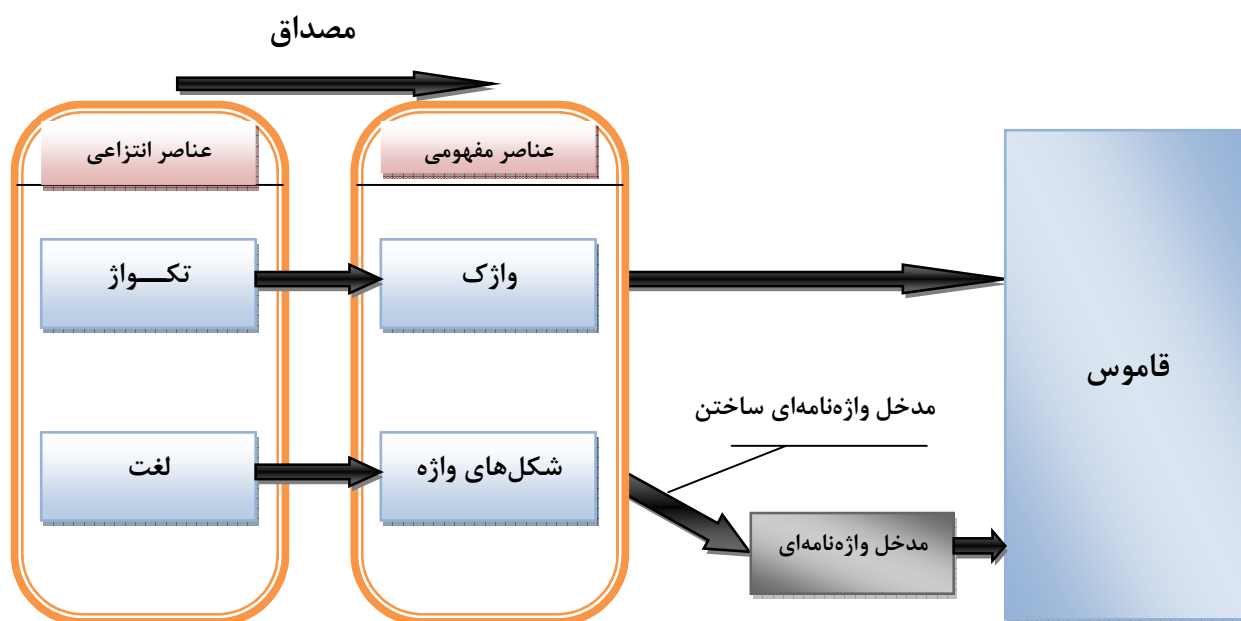 مصداق
عناصر انتزاعی
عناصر مفهومی
تکـــواژ
واژک
قاموس
مدخل واژه‌نامه‌ای ساختن
لغت
شکل‌های واژه
مدخل واژه‌نامه‌ای